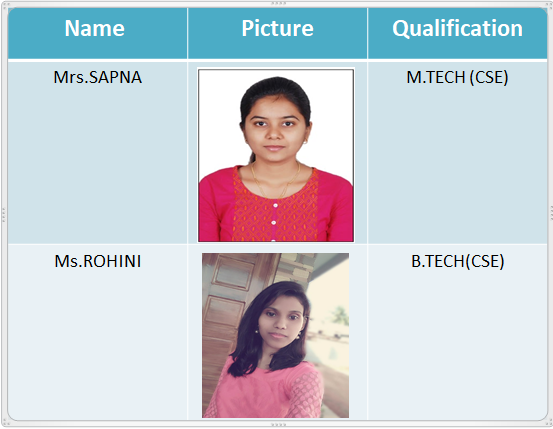 Name Picture Qualification
Mrs.SAPNA M.TECH (CSE)
Ms.ROHINI B.TECH(CSE)